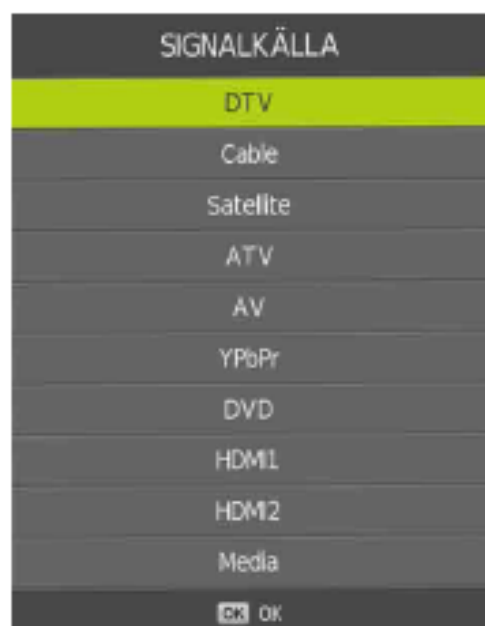 SIGNALKÄLLA
DTV
Cable
Satellite
ATV
AV
YPbPr
DVD
HDMI1
HDMI2
Media
OK OK